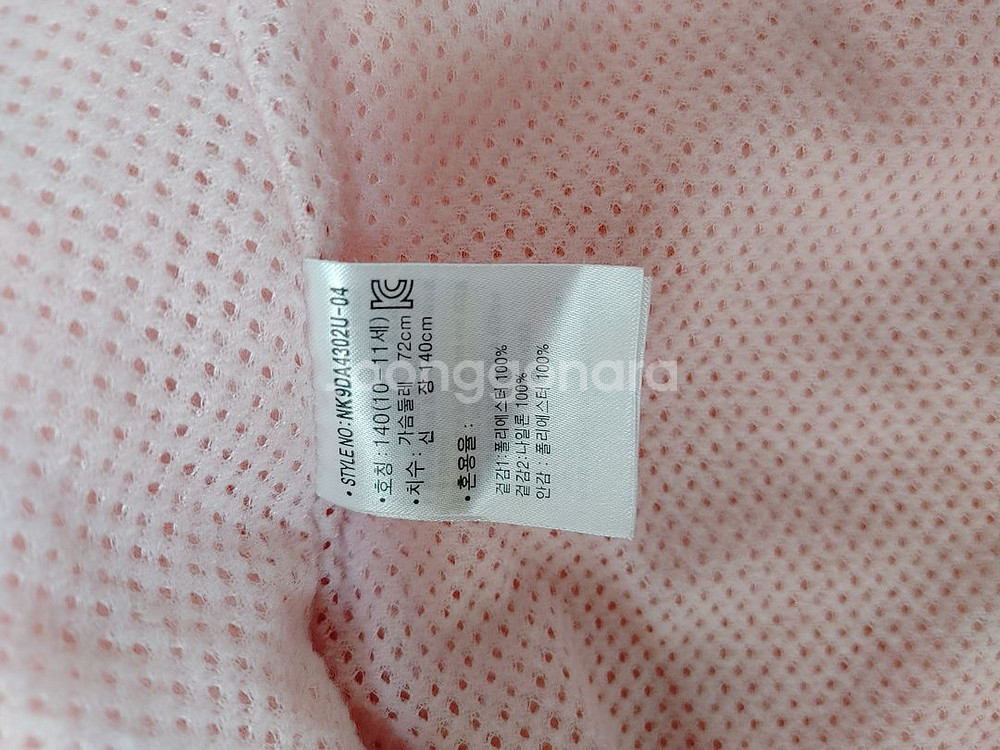 • STYLE NO:NK9DA4302U-04
•호칭:140(10~11세)
•치수: 가슴둘레 72cm
신 장 140cm
•혼용율 :
겉감1:폴리에스터 100%
겉감2:나일론 100%
안감 : 폴리에스터 100%
joonggonara